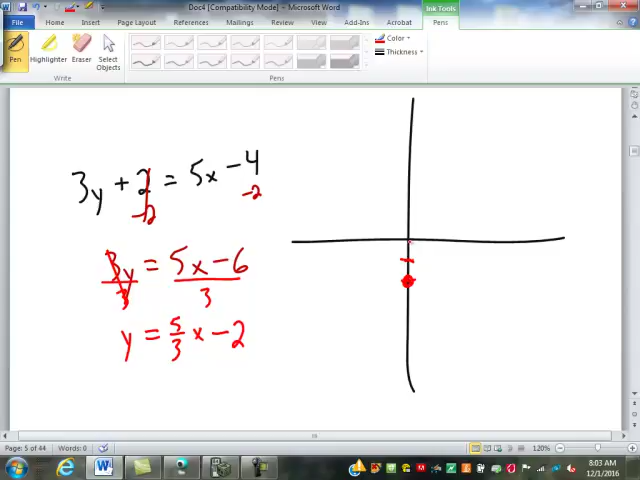 Doc4 [Compatibility Mode] - Microsoft Word
Ink Tools
File Home Insert Page Layout References Mailings Review View Add-Ins Acrobat Pens
Pen Highlighter Eraser Select Objects
Color
Thickness
Write Pens
3y + 2 = 5x - 4
-2 -2
3y = 5x - 6
3 3
y = 5/3 x - 2
Page: 5 of 44 Words: 0 120%
8:03 AM
12/1/2016